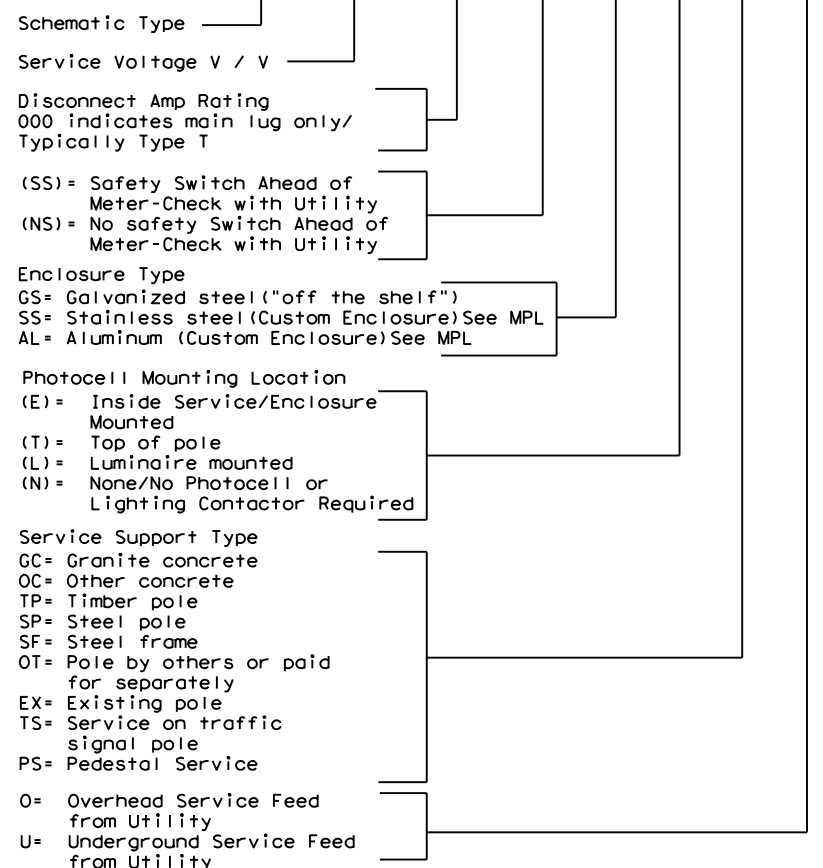 Schematic Type
Service Voltage V / V
Disconnect Amp Rating
000 indicates main lug only/
Typically Type T
(SS)= Safety Switch Ahead of
Meter-Check with Utility
(NS)= No safety Switch Ahead of
Meter-Check with Utility
Enclosure Type
GS= Galvanized steel("off the shelf")
SS= Stainless steel(Custom Enclosure)See MPL
AL= Aluminum (Custom Enclosure)See MPL
Photocell Mounting Location
(E)= Inside Service/Enclosure
Mounted
(T)= Top of pole
(L)= Luminaire mounted
(N)= None/No Photocell or
Lighting Contactor Required
Service Support Type
GC= Granite concrete
OC= Other concrete
TP= Timber pole
SP= Steel pole
SF= Steel frame
OT= Pole by others or paid
for separately
EX= Existing pole
TS= Service on traffic
signal pole
PS= Pedestal Service
O= Overhead Service Feed
from Utility
U= Underground Service Feed
from Utility